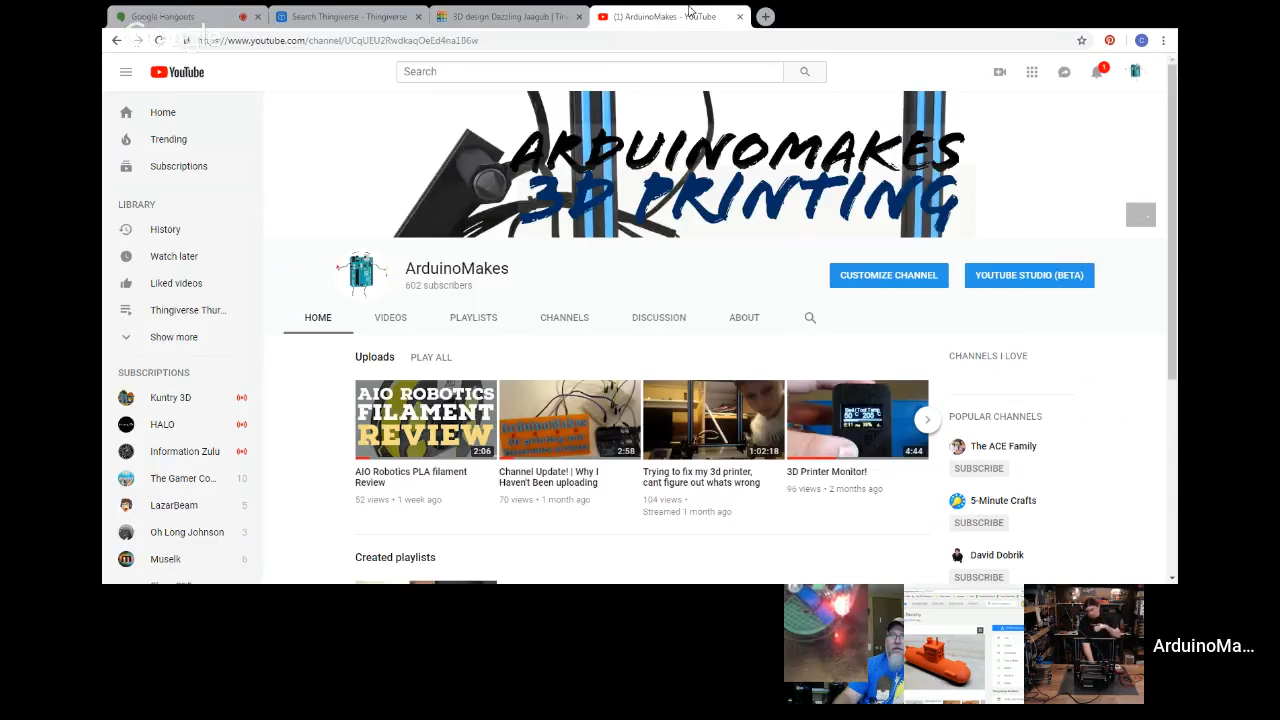 Google Hangouts
Search Thingiverse - Thingiverse
3D design Dazzling Jaagub | Tin
(1) ArduinoMakes - YouTube
Google
https://www.youtube.com/channel/UCqUEU2RwdkaqOeEd4na1B6w
YouTube
Search
1
Home
Trending
Subscriptions
LIBRARY
History
Watch later
Liked videos
Thingiverse Thur...
Show more
SUBSCRIPTIONS
Kuntry 3D
Information Zulu
The Gamer Co... 10
LazarBeam 5
Oh Long Johnson 3
Muselk 6
ARDUINOMAKES
3D PRINTING
ArduinoMakes
602 subscribers
CUSTOMIZE CHANNEL
YOUTUBE STUDIO (BETA)
HOME VIDEOS PLAYLISTS CHANNELS DISCUSSION ABOUT
Uploads PLAY ALL
AIO ROBOTICS
FILAMENT
REVIEW
2:06
AIO Robotics PLA filament
Review
52 views • 1 week ago
ArduinoMakes
2:58
Channel Update! | Why I
Haven't Been uploading
70 views • 1 month ago
1:02:18
Trying to fix my 3d printer,
cant figure out whats wrong
104 views •
Streamed 1 month ago
4:44
3D Printer Monitor!
96 views • 2 months ago
Created playlists
CHANNELS I LOVE
POPULAR CHANNELS
The ACE Family
SUBSCRIBE
5-Minute Crafts
SUBSCRIBE
David Dobrik
SUBSCRIBE
ArduinoMa...